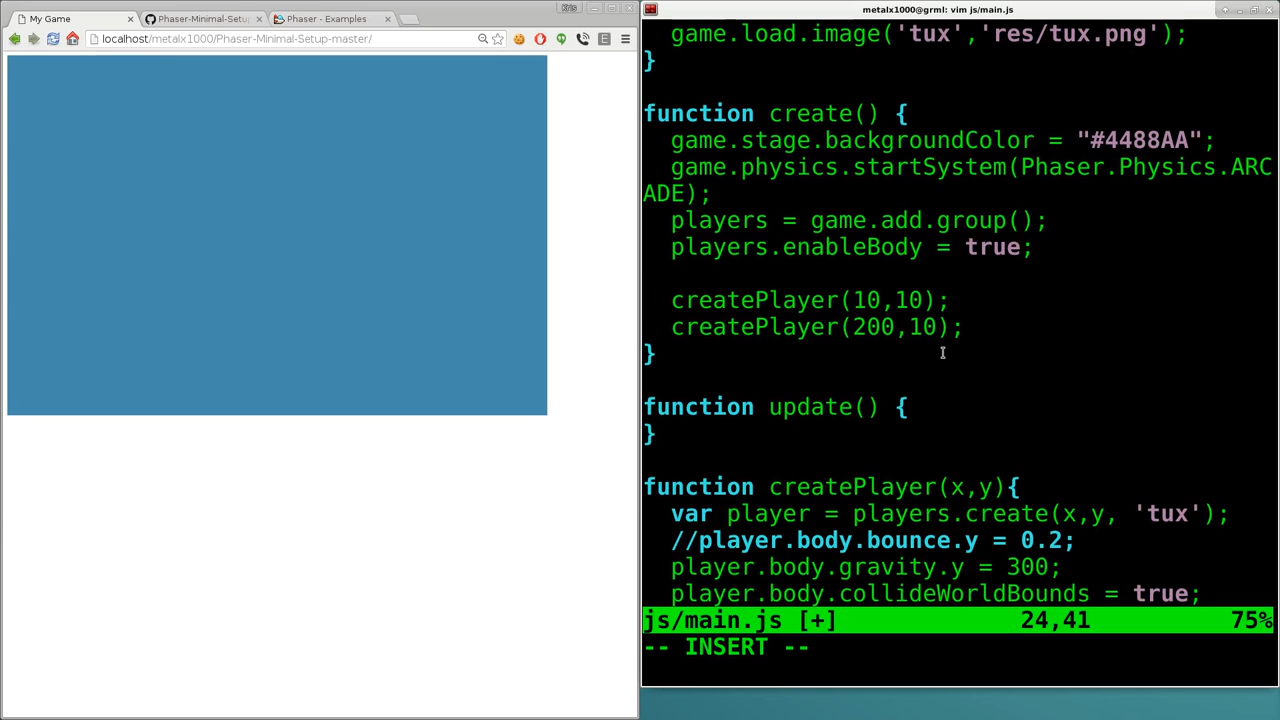 Kris
My Game
Phaser-Minimal-Setu
Phaser - Examples
localhost/metalx1000/Phaser-Minimal-Setup-master/
metalx1000@grml: vim js/main.js
game.load.image('tux','res/tux.png');
}
function create() {
game.stage.backgroundColor = "#4488AA";
game.physics.startSystem(Phaser.Physics.ARC
ADE);
players = game.add.group();
players.enableBody = true;
createPlayer(10,10);
createPlayer(200,10);
}
function update() {
}
function createPlayer(x,y){
var player = players.create(x,y, 'tux');
//player.body.bounce.y = 0.2;
player.body.gravity.y = 300;
player.body.collideWorldBounds = true;
js/main.js [+] 24,41 75%
-- INSERT --